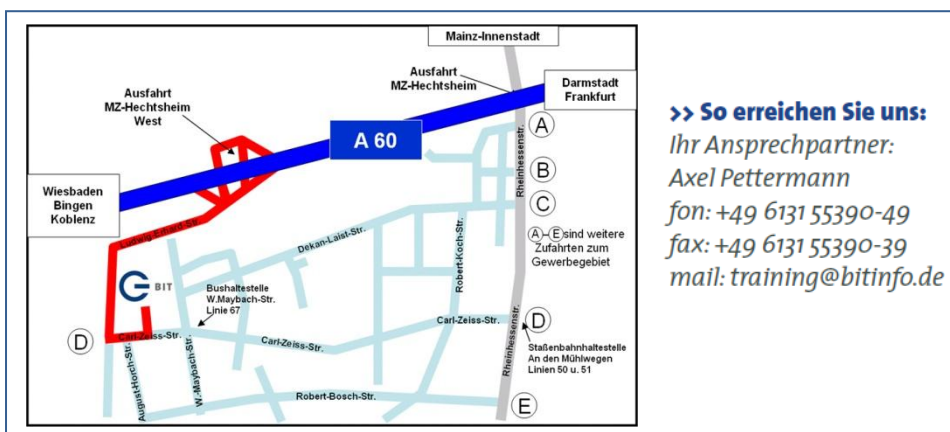 Mainz-Innenstadt
Ausfahrt
MZ-Hechtsheim
Darmstadt
Frankfurt
Ausfahrt
MZ-Hechtsheim
West
A 60
A
B
C
Rheinhessenstr.
Wiesbaden
Bingen
Koblenz
Ludwig-Erhard-Str.
Dekan-Laist-Str.
Robert-Koch-Str.
A-E sind weitere
Zufahrten zum
Gewerbegebiet
BIT
Bushaltestelle
W.Maybach-Str.
Linie 67
D
Carl-Zeiss-Str.
Carl-Zeiss-Str.
Carl-Zeiss-Str.
D
Staßenbahnhaltestelle
An den Mühlwegen
Linien 50 u. 51
Rheinhessenstr.
August-Horch-Str.
W.-Maybach-Str.
Robert-Bosch-Str.
E
>> So erreichen Sie uns:
Ihr Ansprechpartner:
Axel Pettermann
fon: +49 6131 55390-49
fax: +49 6131 55390-39
mail: training@bitinfo.de